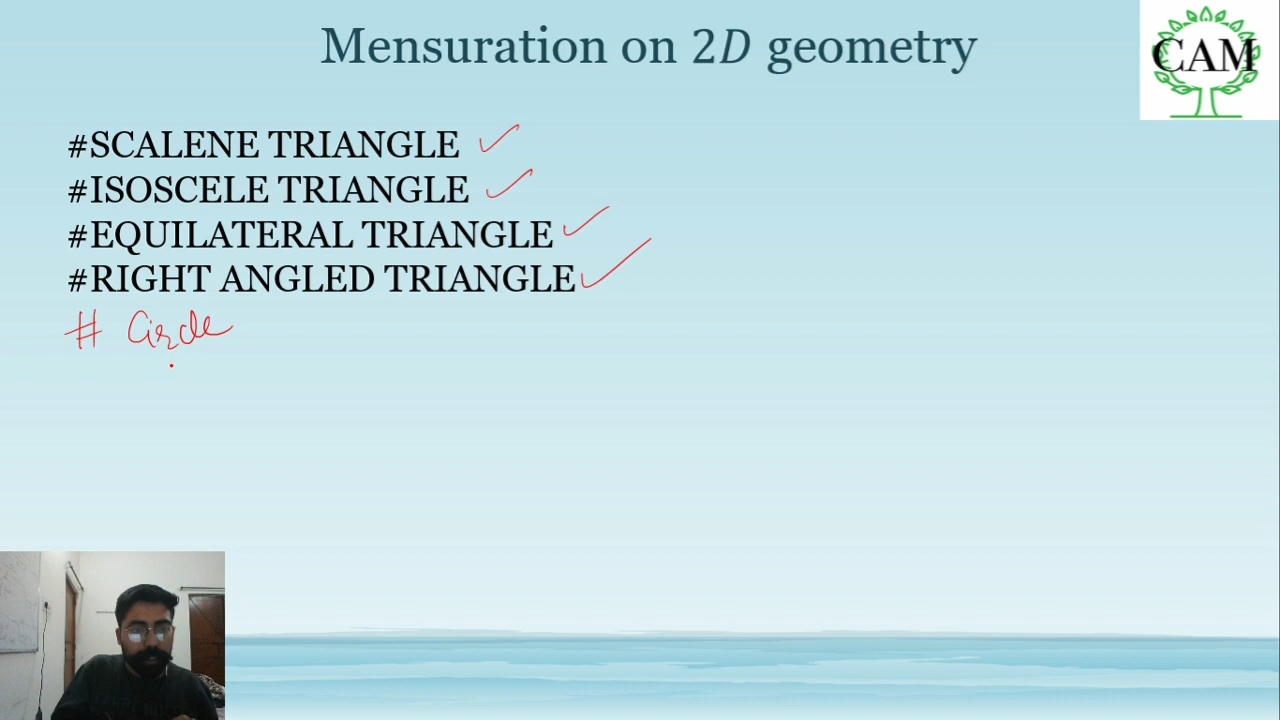 Mensuration on 2D geometry
CAM
#SCALENE TRIANGLE
#ISOSCELE TRIANGLE
#EQUILATERAL TRIANGLE
#RIGHT ANGLED TRIANGLE
# Circle